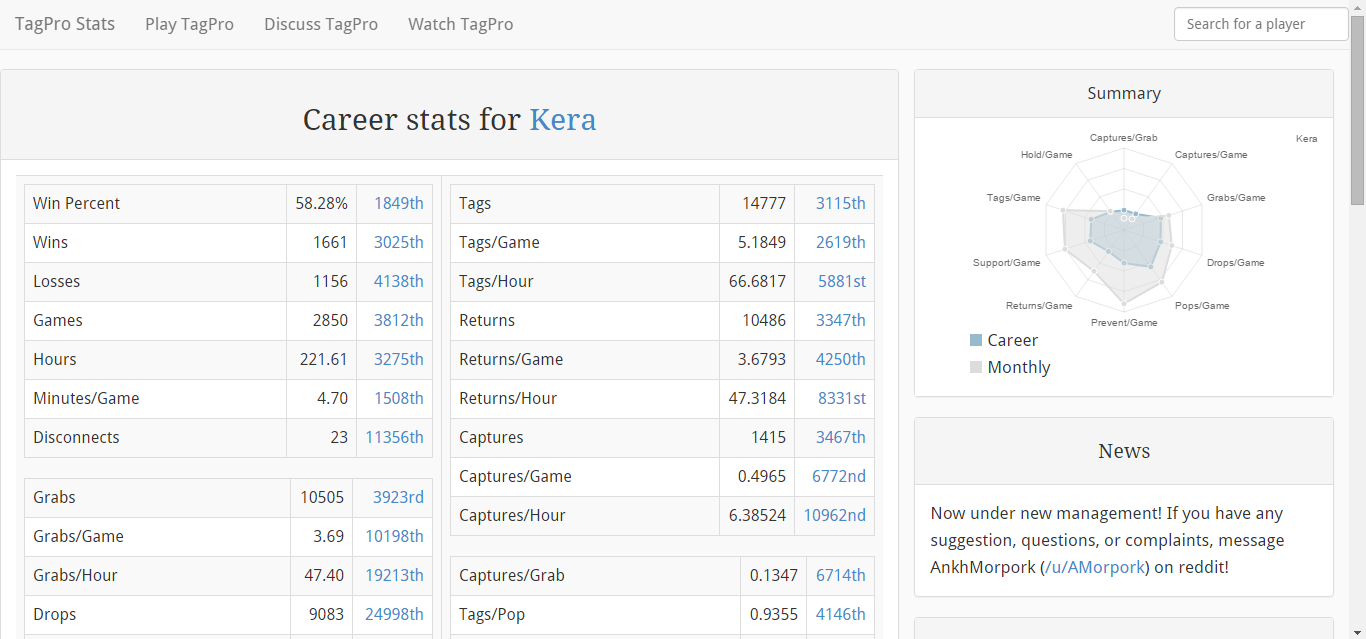 TagPro Stats Play TagPro Discuss TagPro Watch TagPro Search for a player
Career stats for Kera
Win Percent 58.28% 1849th
Wins 1661 3025th
Losses 1156 4138th
Games 2850 3812th
Hours 221.61 3275th
Minutes/Game 4.70 1508th
Disconnects 23 11356th
Grabs 10505 3923rd
Grabs/Game 3.69 10198th
Grabs/Hour 47.40 19213th
Drops 9083 24998th
Tags 14777 3115th
Tags/Game 5.1849 2619th
Tags/Hour 66.6817 5881st
Returns 10486 3347th
Returns/Game 3.6793 4250th
Returns/Hour 47.3184 8331st
Captures 1415 3467th
Captures/Game 0.4965 6772nd
Captures/Hour 6.38524 10962nd
Captures/Grab 0.1347 6714th
Tags/Pop 0.9355 4146th
Summary
Captures/Grab Kera
Hold/Game Captures/Game
Tags/Game Grabs/Game
Support/Game Drops/Game
Returns/Game Pops/Game
Prevent/Game
Career
Monthly
News
Now under new management! If you have any
suggestion, questions, or complaints, message
AnkhMorpork (/u/AMorpork) on reddit!